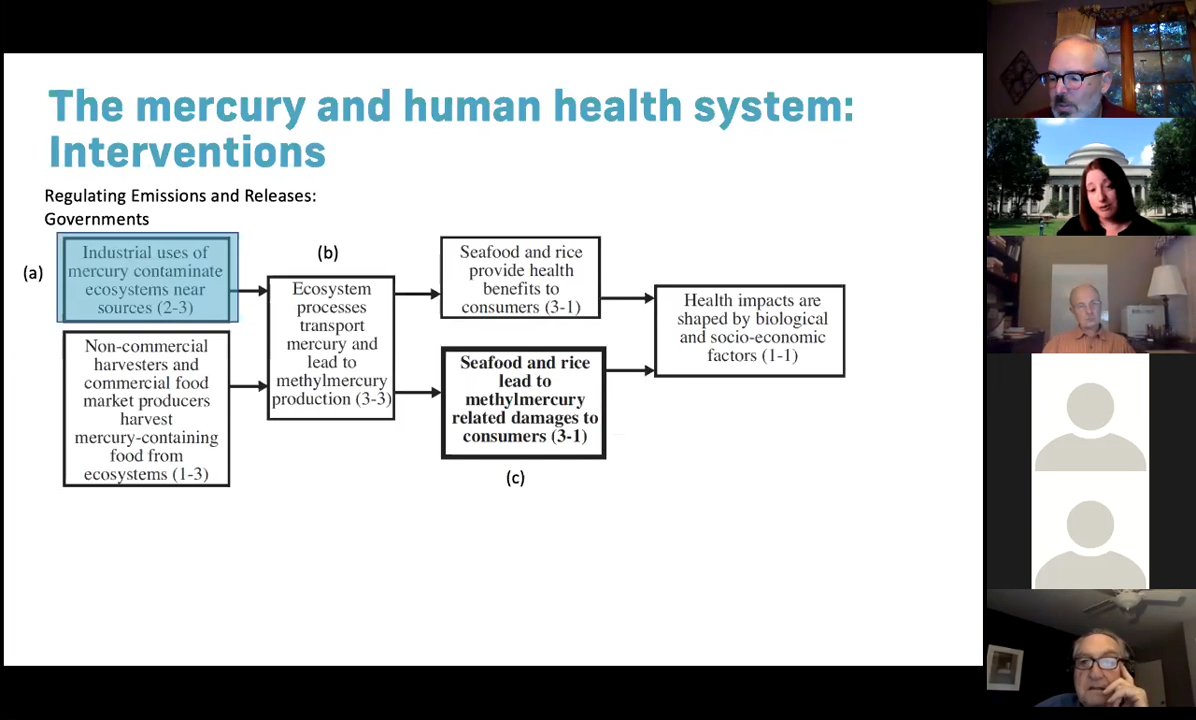 The mercury and human health system:
Interventions
Regulating Emissions and Releases:
Governments
(a)
Industrial uses of
mercury contaminate
ecosystems near
sources (2-3)
Non-commercial
harvesters and
commercial food
market producers
harvest
mercury-containing
food from
ecosystems (1-3)
(b)
Ecosystem
processes
transport
mercury and
lead to
methylmercury
production (3-3)
Seafood and rice
provide health
benefits to
consumers (3-1)
Seafood and rice
lead to
methylmercury
related damages to
consumers (3-1)
(c)
Health impacts are
shaped by biological
and socio-economic
factors (1-1)